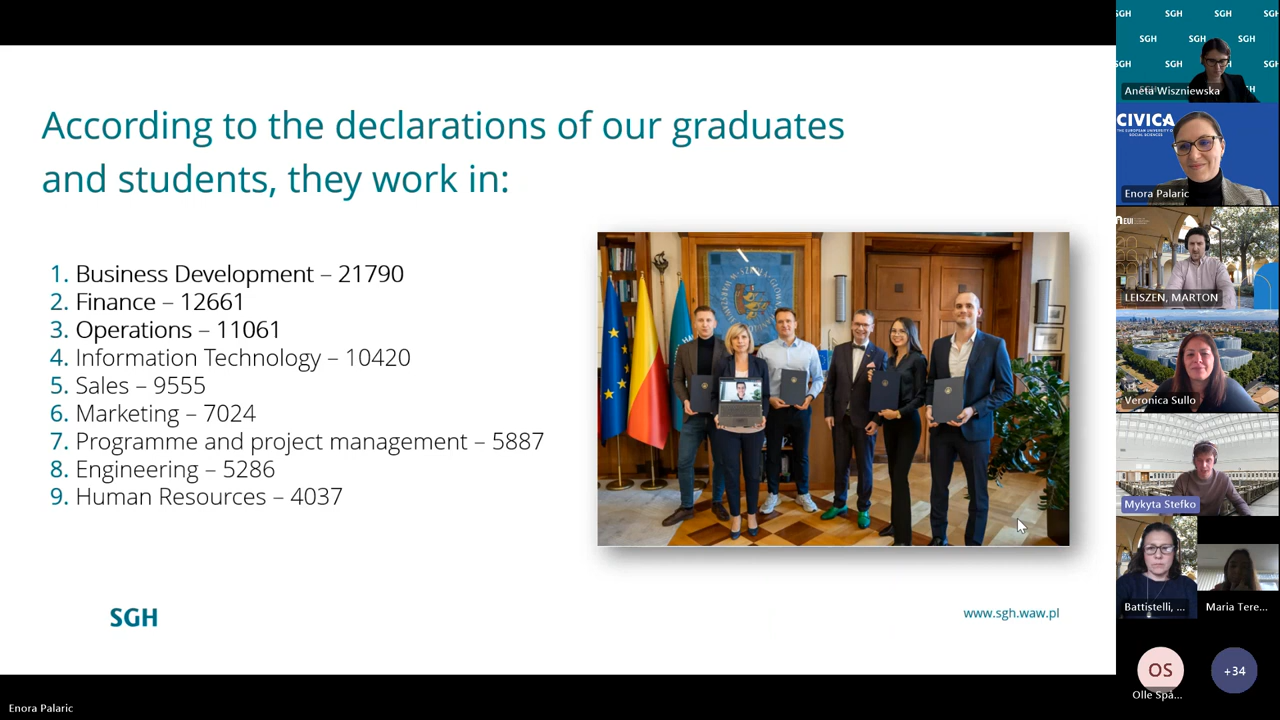 According to the declarations of our graduates
and students, they work in:
1. Business Development – 21790
2. Finance – 12661
3. Operations – 11061
4. Information Technology – 10420
5. Sales – 9555
6. Marketing – 7024
7. Programme and project management – 5887
8. Engineering – 5286
9. Human Resources – 4037
SGH
www.sgh.waw.pl
Enora Palaric
SGH SGH SGH SGH
SGH SGH SGH
SGH SGH
Aneta Wiszniewska
CIVICA
THE EUROPEAN UNIVERSITY OF
SOCIAL SCIENCES
Enora Palaric
EUI
LEISZEN, MARTON
Veronica Sullo
Mykyta Stefko
Battistelli, ...
Maria Tere...
OS
Olle Spå...
+34